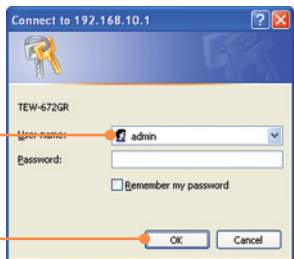 Connect to 192.168.10.1
TEW-672GR
User name:
admin
Password:
Remember my password
OK
Cancel